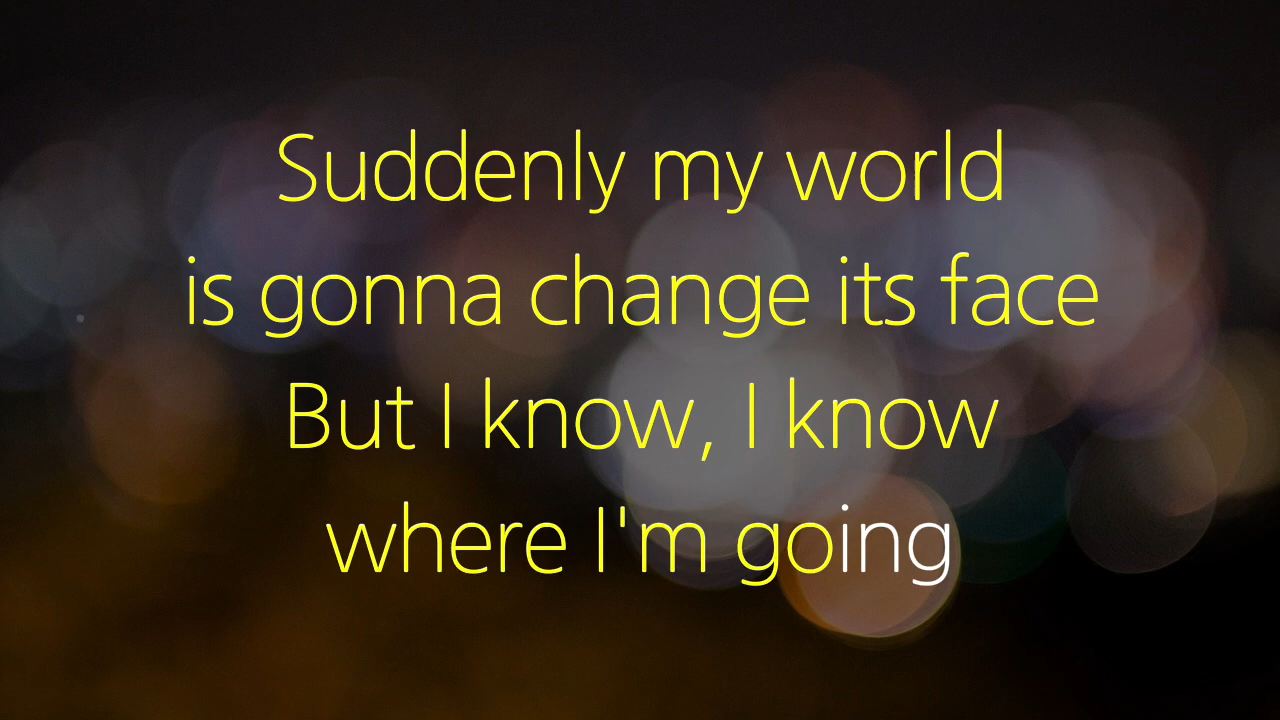 Suddenly my world
is gonna change its face
But I know, I know
where I'm going